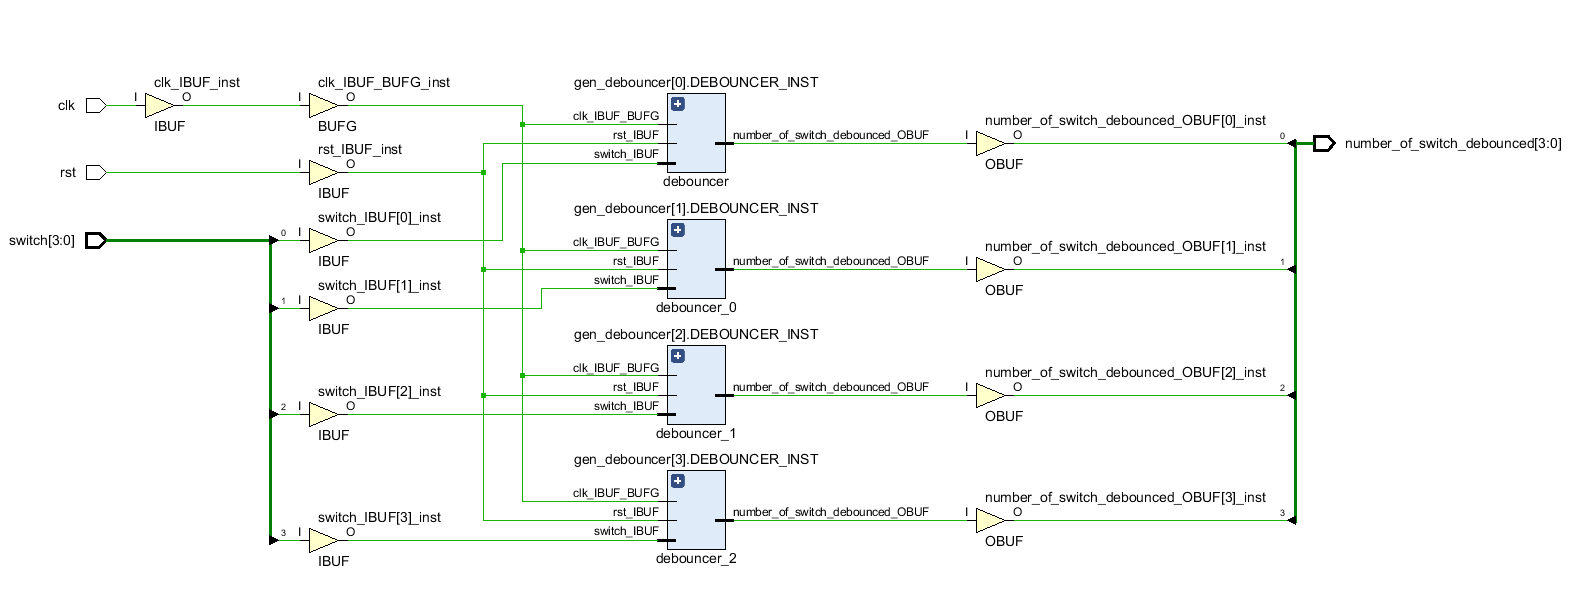 clk_IBUF_inst
clk
I
O
IBUF
clk_IBUF_BUFG_inst
I
O
BUFG
rst
rst_IBUF_inst
I
O
IBUF
switch[3:0]
0
switch_IBUF[0]_inst
I
O
IBUF
1
switch_IBUF[1]_inst
I
O
IBUF
2
switch_IBUF[2]_inst
I
O
IBUF
3
switch_IBUF[3]_inst
I
O
IBUF
gen_debouncer[0].DEBOUNCER_INST
clk_IBUF_BUFG
rst_IBUF
switch_IBUF
number_of_switch_debounced_OBUF
debouncer
gen_debouncer[1].DEBOUNCER_INST
clk_IBUF_BUFG
rst_IBUF
switch_IBUF
number_of_switch_debounced_OBUF
debouncer_0
gen_debouncer[2].DEBOUNCER_INST
clk_IBUF_BUFG
rst_IBUF
switch_IBUF
number_of_switch_debounced_OBUF
debouncer_1
gen_debouncer[3].DEBOUNCER_INST
clk_IBUF_BUFG
rst_IBUF
switch_IBUF
number_of_switch_debounced_OBUF
debouncer_2
number_of_switch_debounced_OBUF[0]_inst
I
O
OBUF
0
number_of_switch_debounced_OBUF[1]_inst
I
O
OBUF
1
number_of_switch_debounced_OBUF[2]_inst
I
O
OBUF
2
number_of_switch_debounced_OBUF[3]_inst
I
O
OBUF
3
number_of_switch_debounced[3:0]